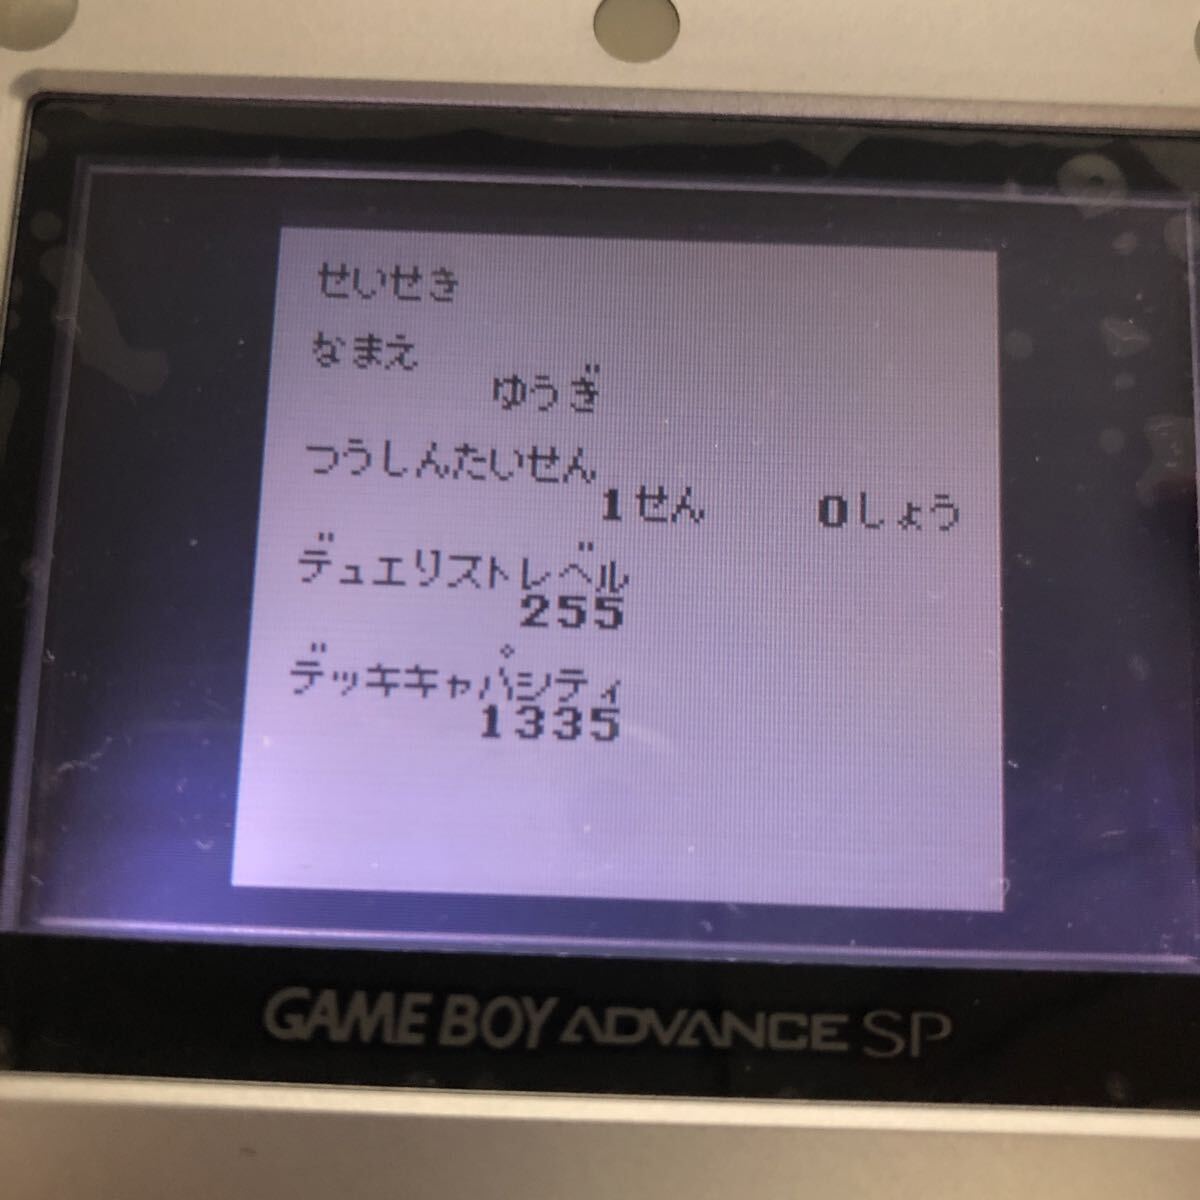 せいせき
なまえ
ゆうぎ
つうしんたいせん
1せん 0しょう
デュエリストレベル
255
デッキキャパシティ
1335
GAME BOY ADVANCE SP